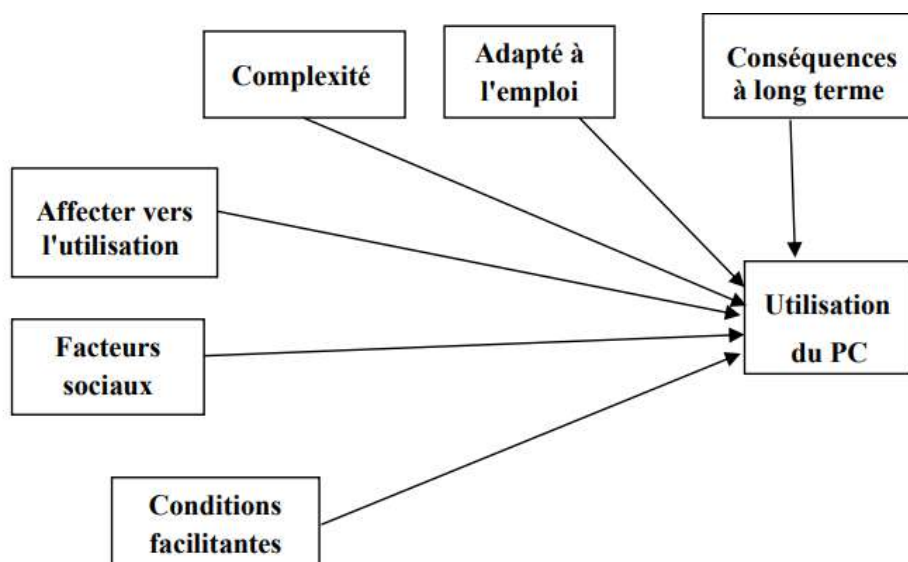 Complexité
Adapté à
l'emploi
Conséquences
à long terme
Affecter vers
l'utilisation
Utilisation
du PC
Facteurs
sociaux
Conditions
facilitantes